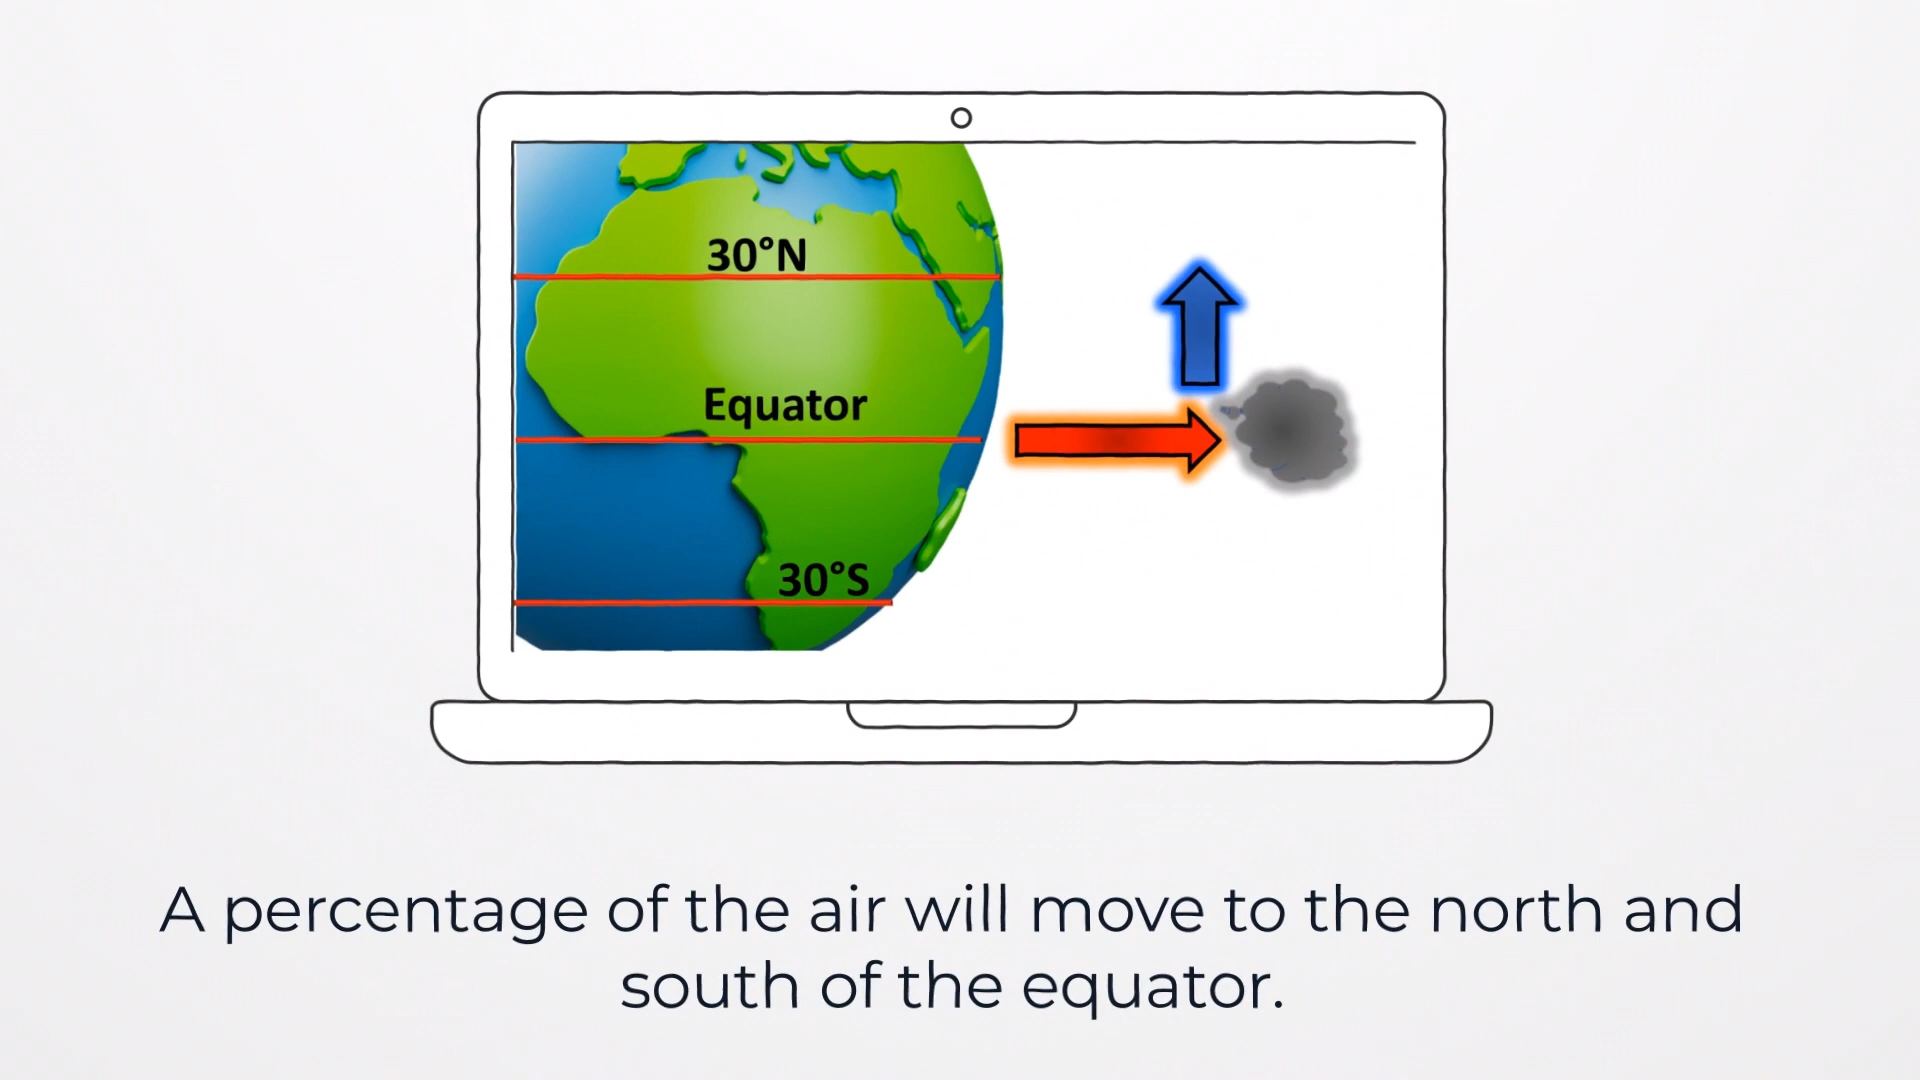 30°N
Equator
30°S
A percentage of the air will move to the north and
south of the equator.